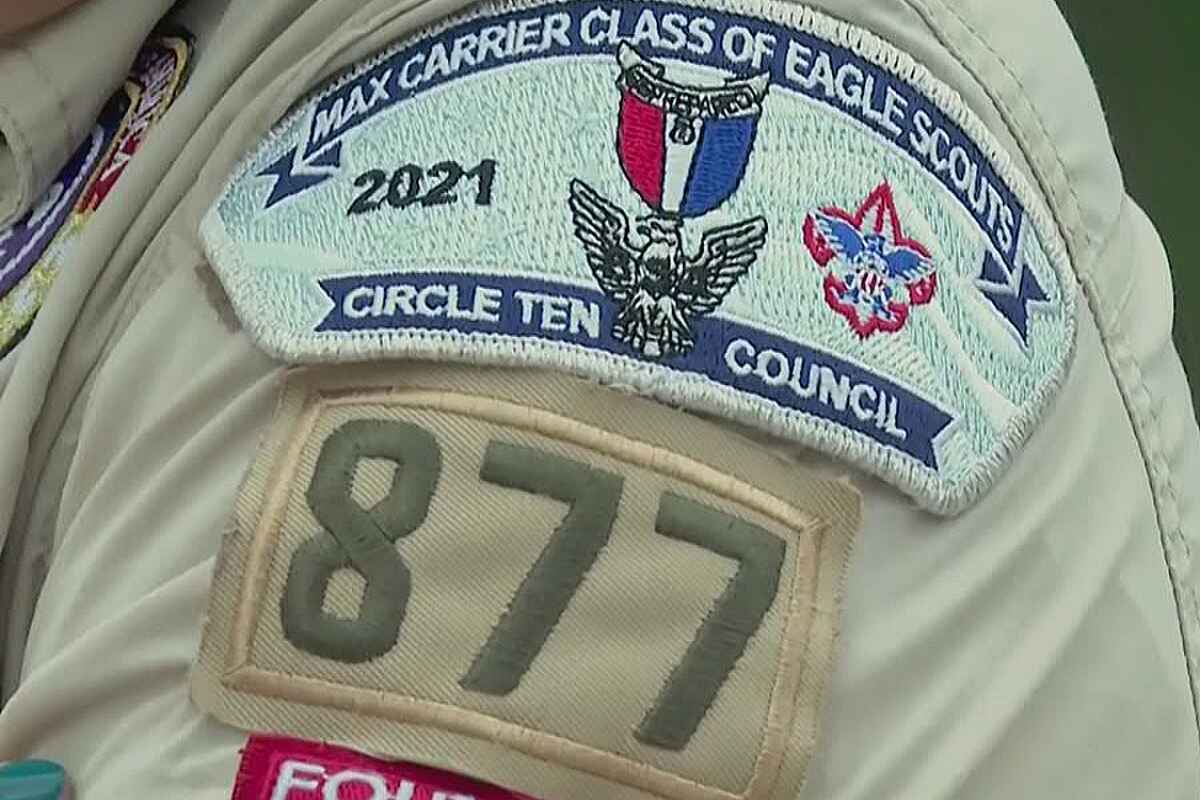 MAX CARRIER CLASS OF EAGLE SCOUTS
2021
CIRCLE TEN COUNCIL
877